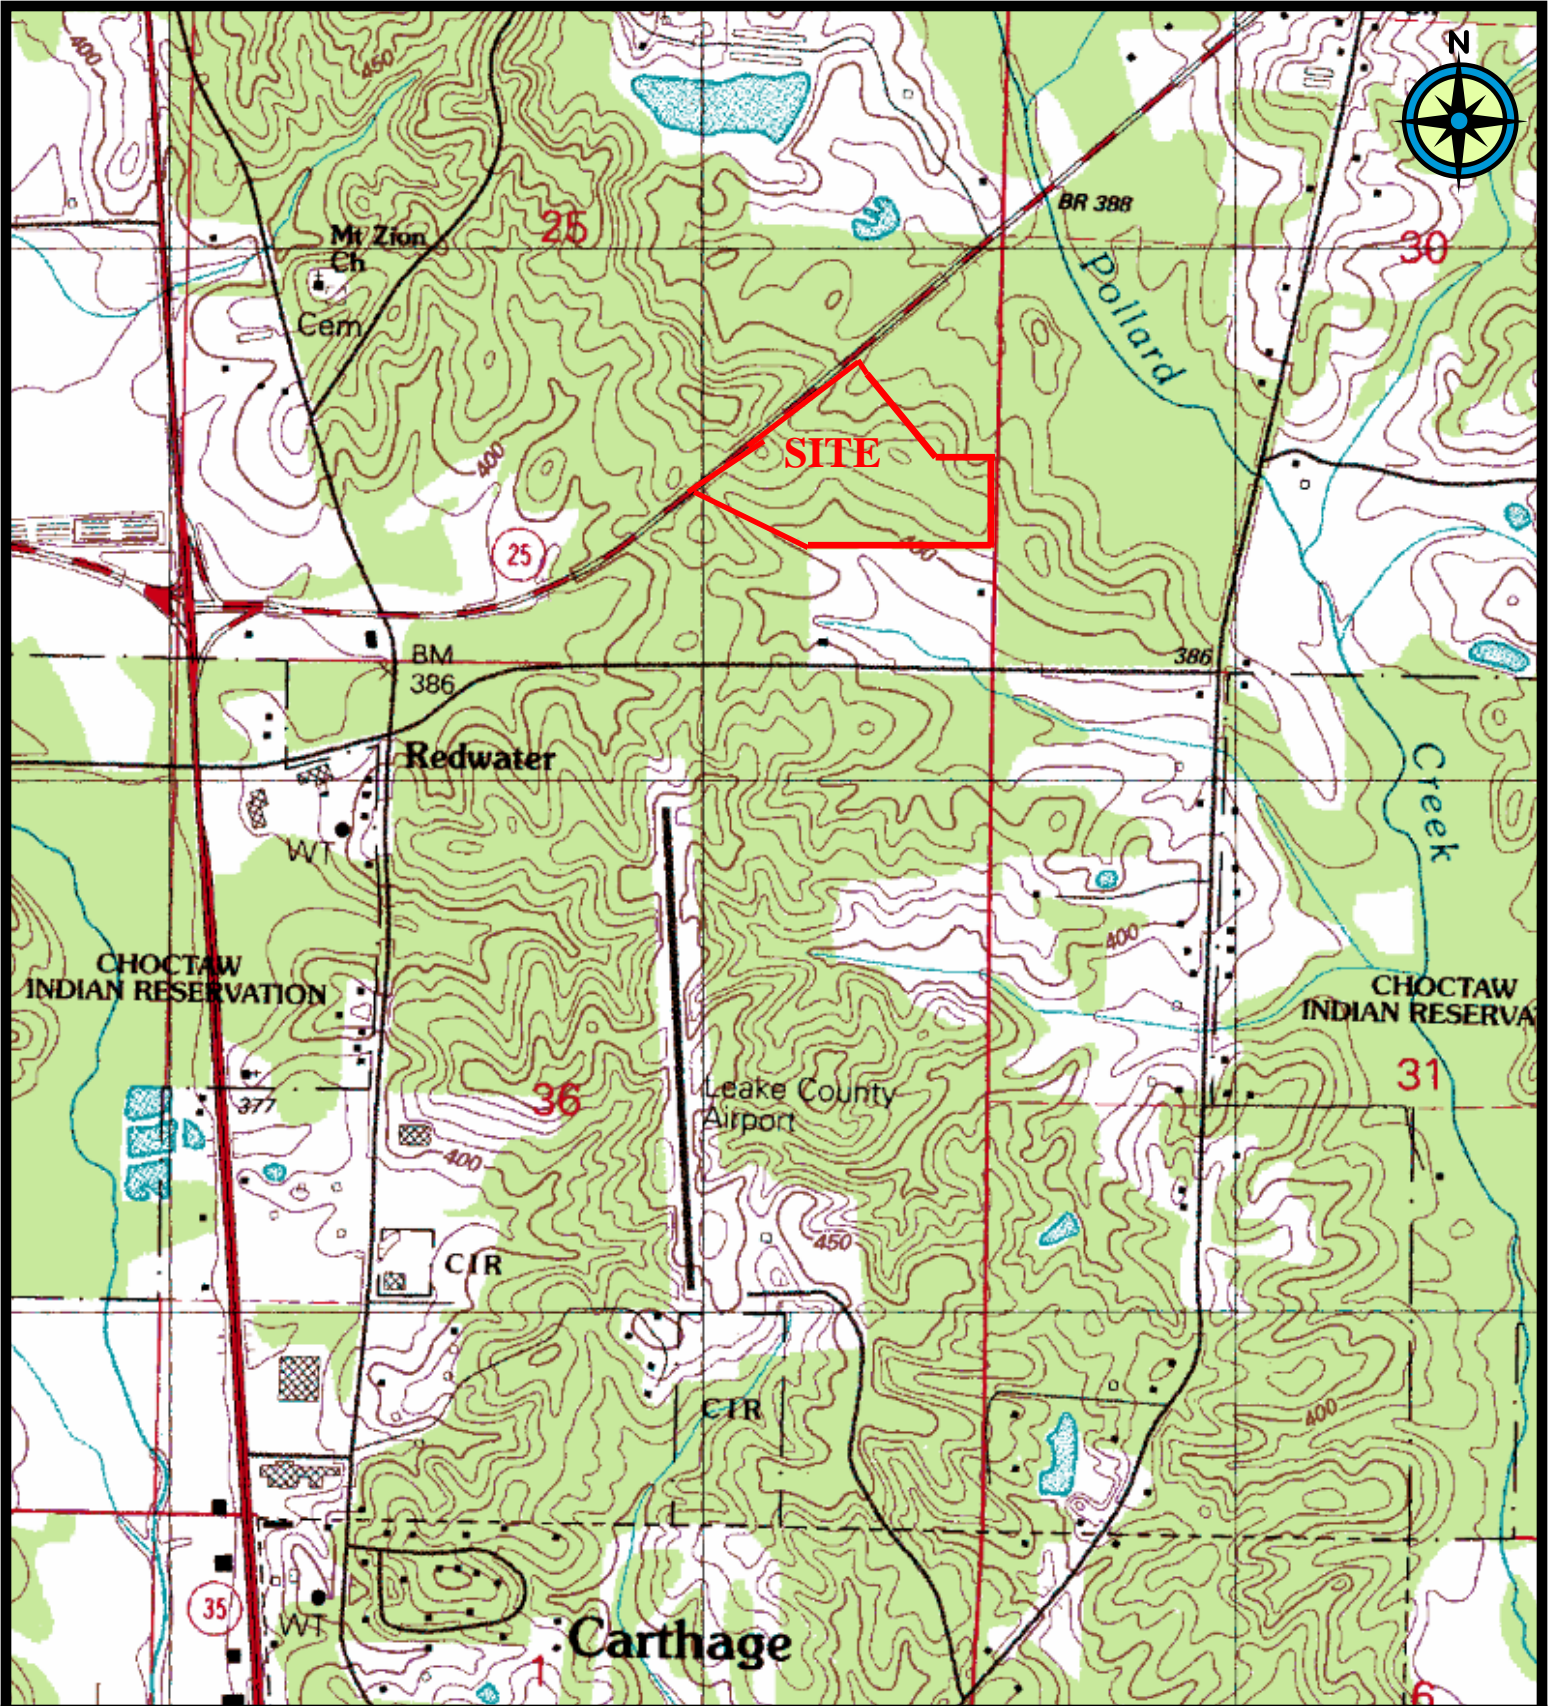 N
400
450
BR 388
25
Mt Zion
Ch
30
Pollard
Cem
SITE
400
25
400
BM
386
386
Redwater
Creek
WT
400
CHOCTAW
INDIAN RESERVATION
CHOCTAW
INDIAN RESERVA
31
36
Leake County
Airport
377
400
450
CIR
CIR
400
35
WT
Carthage
1
6